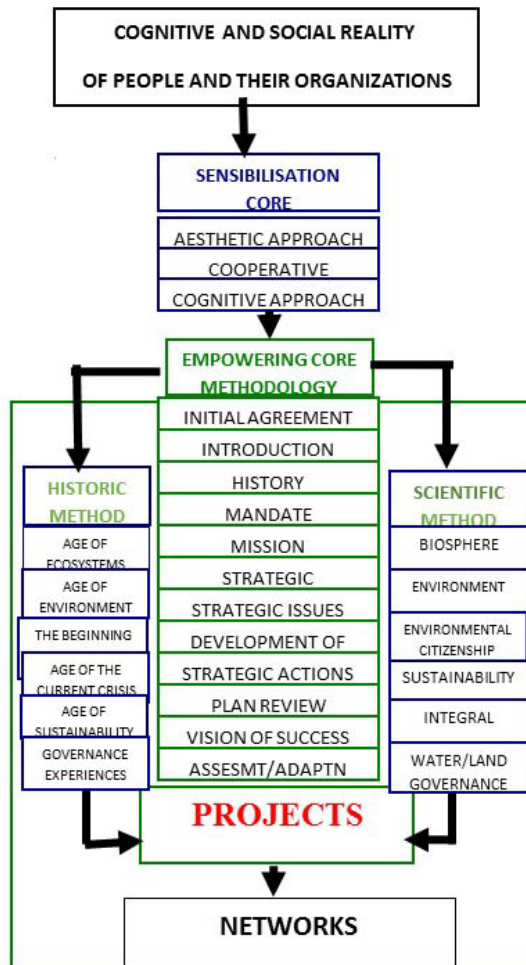 COGNITIVE AND SOCIAL REALITY
OF PEOPLE AND THEIR ORGANIZATIONS
SENSIBILISATION
CORE
AESTHETIC APPROACH
COOPERATIVE
COGNITIVE APPROACH
EMPOWERING CORE
METHODOLOGY
HISTORIC
METHOD
AGE OF
ECOSYSTEMS
AGE OF
ENVIRONMENT
THE BEGINNING
AGE OF THE
CURRENT CRISIS
AGE OF
SUSTAINABILITY
GOVERNANCE
EXPERIENCES
INITIAL AGREEMENT
INTRODUCTION
HISTORY
MANDATE
MISSION
STRATEGIC
STRATEGIC ISSUES
DEVELOPMENT OF
STRATEGIC ACTIONS
PLAN REVIEW
VISION OF SUCCESS
ASSESMT/ADAPTN
SCIENTIFIC
METHOD
BIOSPHERE
ENVIRONMENT
ENVIRONMENTAL
CITIZENSHIP
SUSTAINABILITY
INTEGRAL
WATER/LAND
GOVERNANCE
PROJECTS
NETWORKS